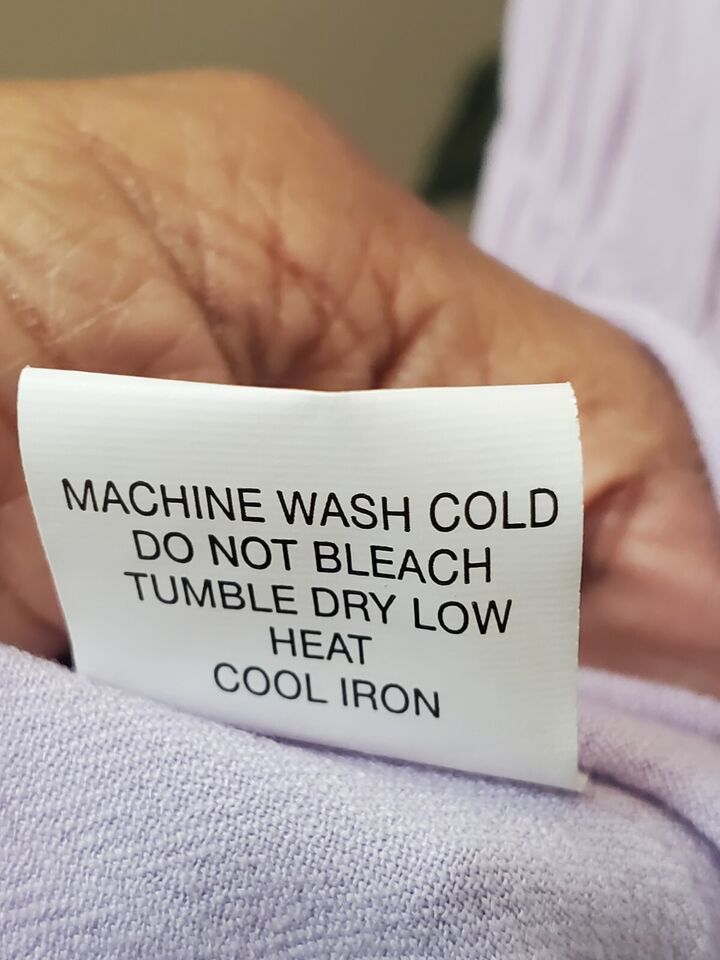 MACHINE WASH COLD
DO NOT BLEACH
TUMBLE DRY LOW
HEAT
COOL IRON